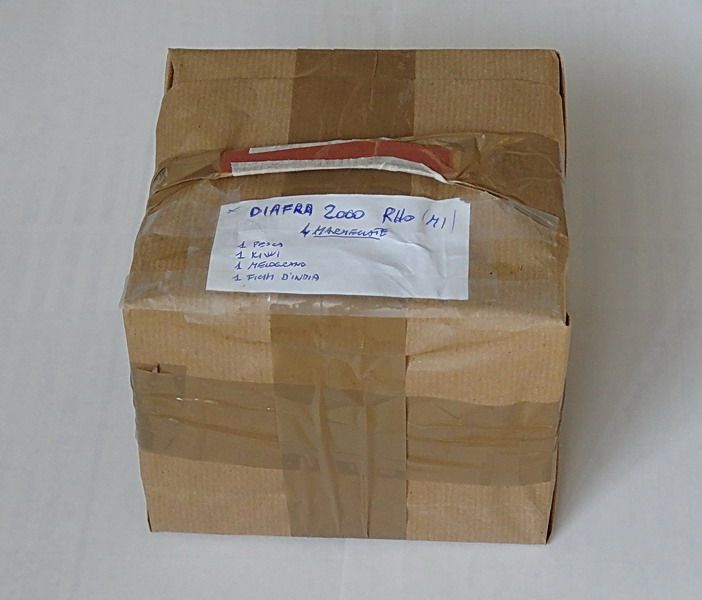 DIAFRA 2000 RHO (MI)
4 MARMELLATE
1 PESCA
1 KIWI
1 MELOGRANO
1 FICHI D'INDIA